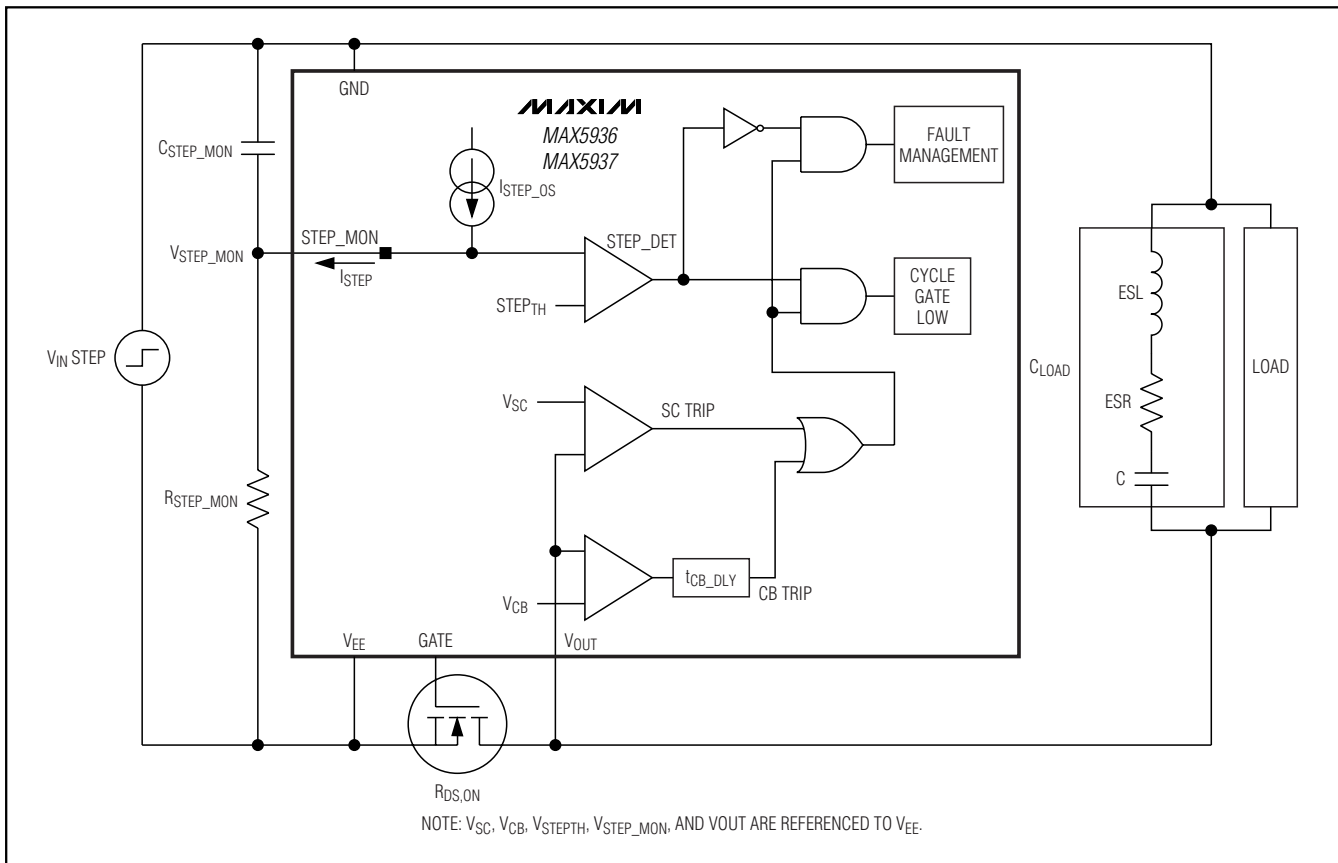 GND
MAXIM
MAX5936
MAX5937
C_STEP_MON
I_STEP_OS
FAULT
MANAGEMENT
STEP_MON
V_STEP_MON
I_STEP
STEP_DET
STEP_TH
CYCLE
GATE
LOW
V_IN STEP
V_SC
SC TRIP
R_STEP_MON
V_CB
t_CB_DLY
CB TRIP
C_LOAD
ESL
ESR
C
LOAD
V_EE
GATE
V_OUT
R_DS,ON
NOTE: V_SC, V_CB, V_STEPTH, V_STEP_MON, AND VOUT ARE REFERENCED TO V_EE.